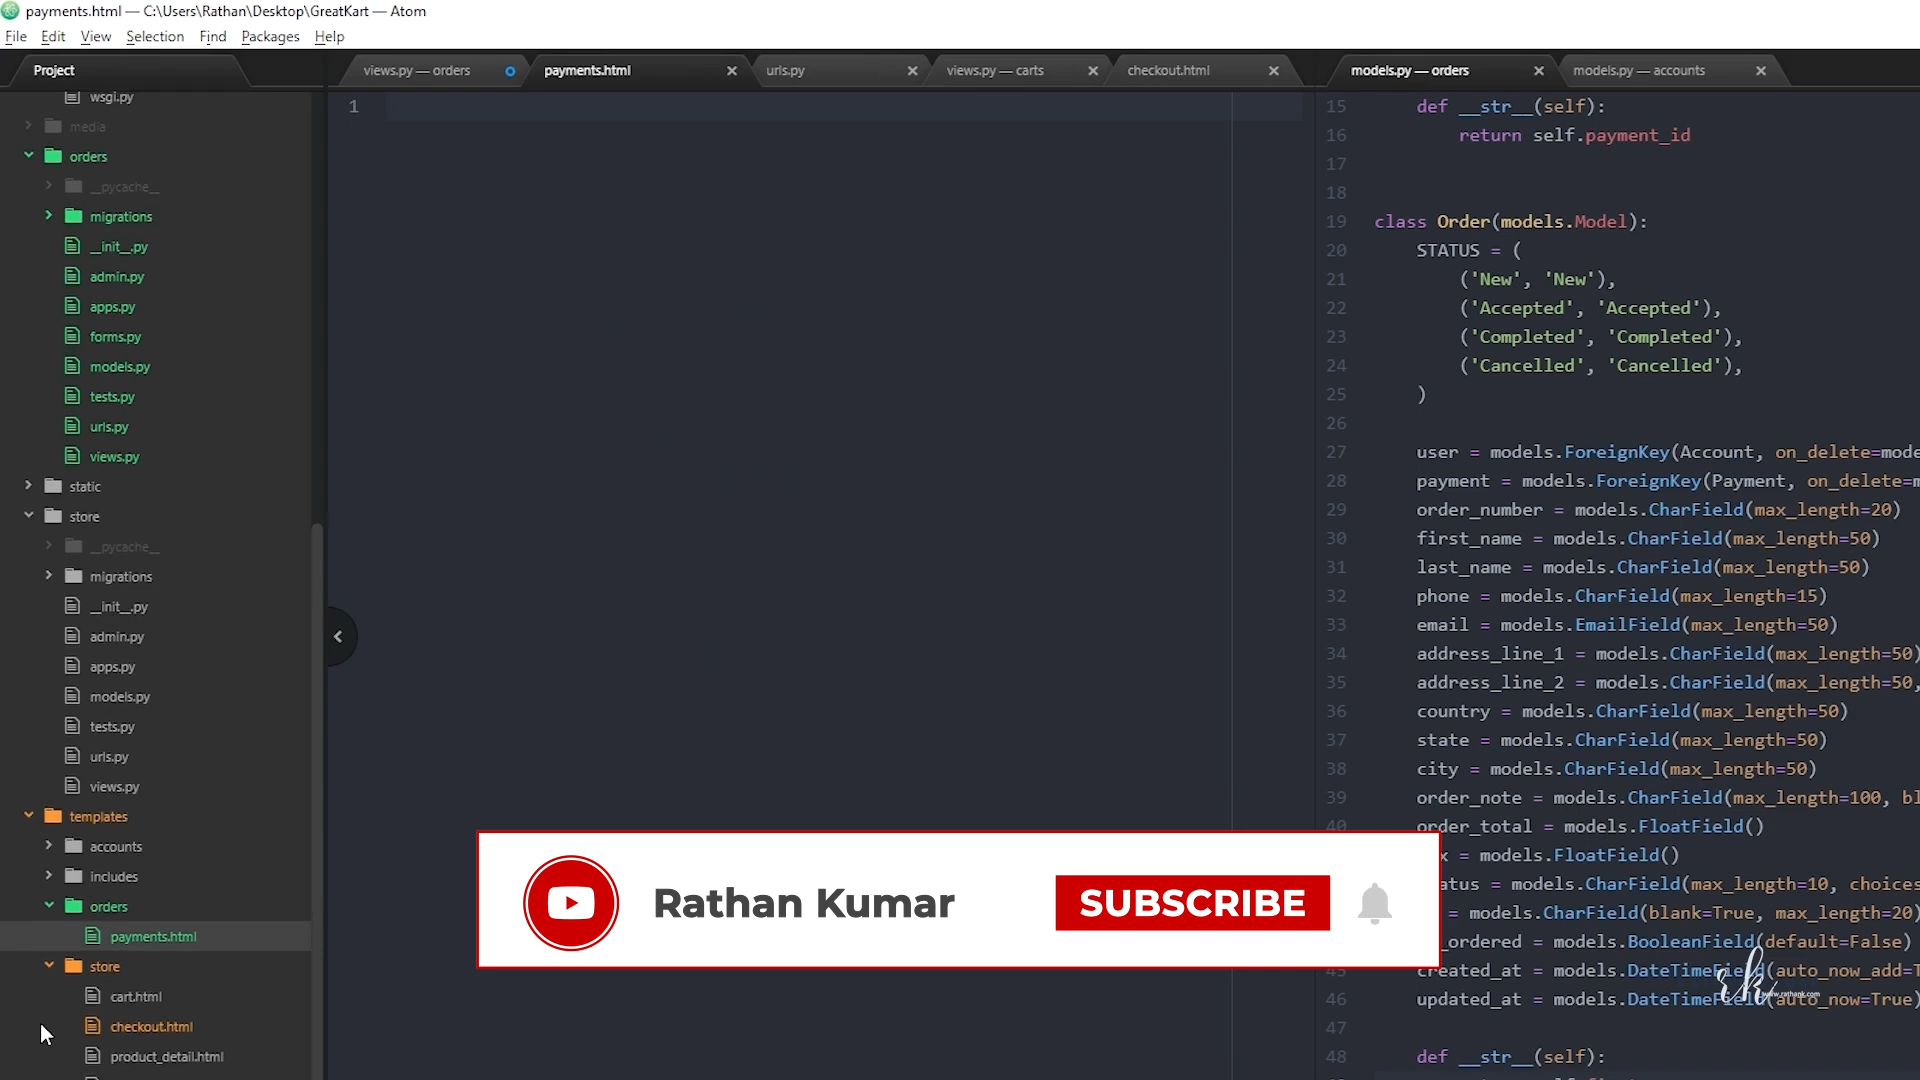 payments.html — C:\Users\Rathan\Desktop\GreatKart — Atom
File Edit View Selection Find Packages Help
Project
wsgi.py
media
orders
__pycache__
migrations
__init__.py
admin.py
apps.py
forms.py
models.py
tests.py
urls.py
views.py
static
store
__pycache__
migrations
__init__.py
admin.py
apps.py
models.py
tests.py
urls.py
views.py
templates
accounts
includes
orders
payments.html
store
cart.html
checkout.html
product_detail.html
views.py — orders
payments.html
urls.py
views.py — carts
checkout.html
1
models.py — orders
models.py — accounts
15 def __str__(self):
16 return self.payment_id
17
18
19 class Order(models.Model):
20 STATUS = (
21 ('New', 'New'),
22 ('Accepted', 'Accepted'),
23 ('Completed', 'Completed'),
24 ('Cancelled', 'Cancelled'),
25 )
26
27 user = models.ForeignKey(Account, on_delete=mode
28 payment = models.ForeignKey(Payment, on_delete=m
29 order_number = models.CharField(max_length=20)
30 first_name = models.CharField(max_length=50)
31 last_name = models.CharField(max_length=50)
32 phone = models.CharField(max_length=15)
33 email = models.EmailField(max_length=50)
34 address_line_1 = models.CharField(max_length=50)
35 address_line_2 = models.CharField(max_length=50,
36 country = models.CharField(max_length=50)
37 state = models.CharField(max_length=50)
38 city = models.CharField(max_length=50)
39 order_note = models.CharField(max_length=100, bl
40 order_total = models.FloatField()
x = models.FloatField()
atus = models.CharField(max_length=10, choices
= models.CharField(blank=True, max_length=20)
_ordered = models.BooleanField(default=False)
45 created_at = models.DateTimeField(auto_now_add=T
46 updated_at = models.DateTimeField(auto_now=True)
47
48 def __str__(self):
Rathan Kumar
SUBSCRIBE
rk
www.rathank.com